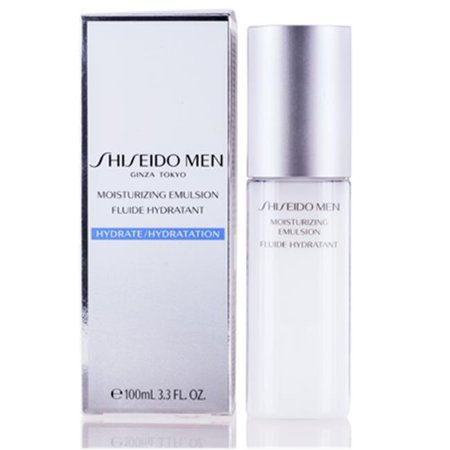 SHISEIDO MEN
GINZA TOKYO
MOISTURIZING EMULSION
FLUIDE HYDRATANT
HYDRATE/HYDRATATION
℮100mL 3.3 FL. OZ.
SHISEIDO MEN
MOISTURIZING
EMULSION
FLUIDE HYDRATANT